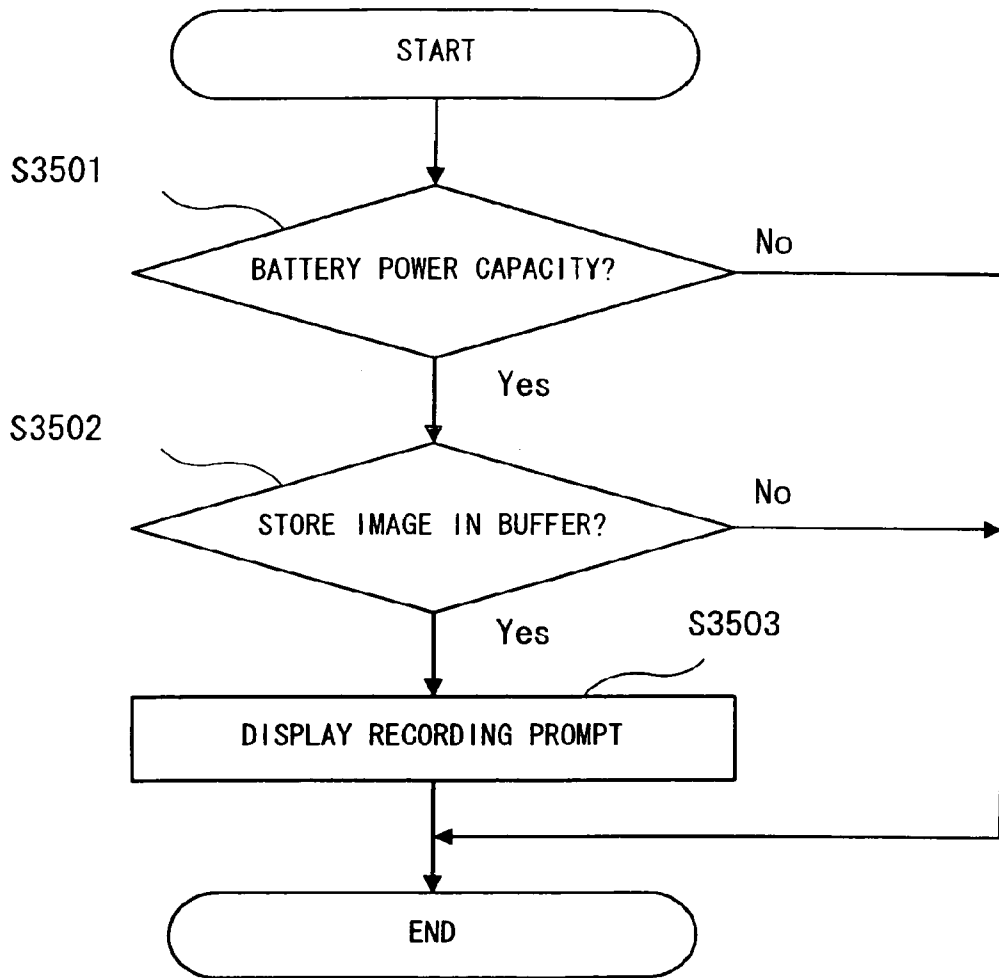 START
S3501
No
BATTERY POWER CAPACITY?
Yes
S3502
No
STORE IMAGE IN BUFFER?
Yes
S3503
DISPLAY RECORDING PROMPT
END